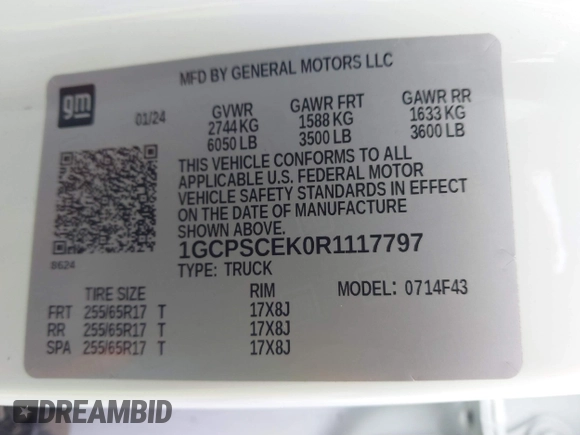 MFD BY GENERAL MOTORS LLC
gm
01/24
GVWR
2744 KG
6050 LB
GAWR FRT
1588 KG
3500 LB
GAWR RR
1633 KG
3600 LB
THIS VEHICLE CONFORMS TO ALL
APPLICABLE U.S. FEDERAL MOTOR
VEHICLE SAFETY STANDARDS IN EFFECT
ON THE DATE OF MANUFACTURE
SHOWN ABOVE.
1GCPSCEK0R1117797
8624
TYPE: TRUCK
MODEL: 0714F43
TIRE SIZE RIM
FRT 255/65R17 T 17X8J
RR 255/65R17 T 17X8J
SPA 255/65R17 T 17X8J
DREAMBID